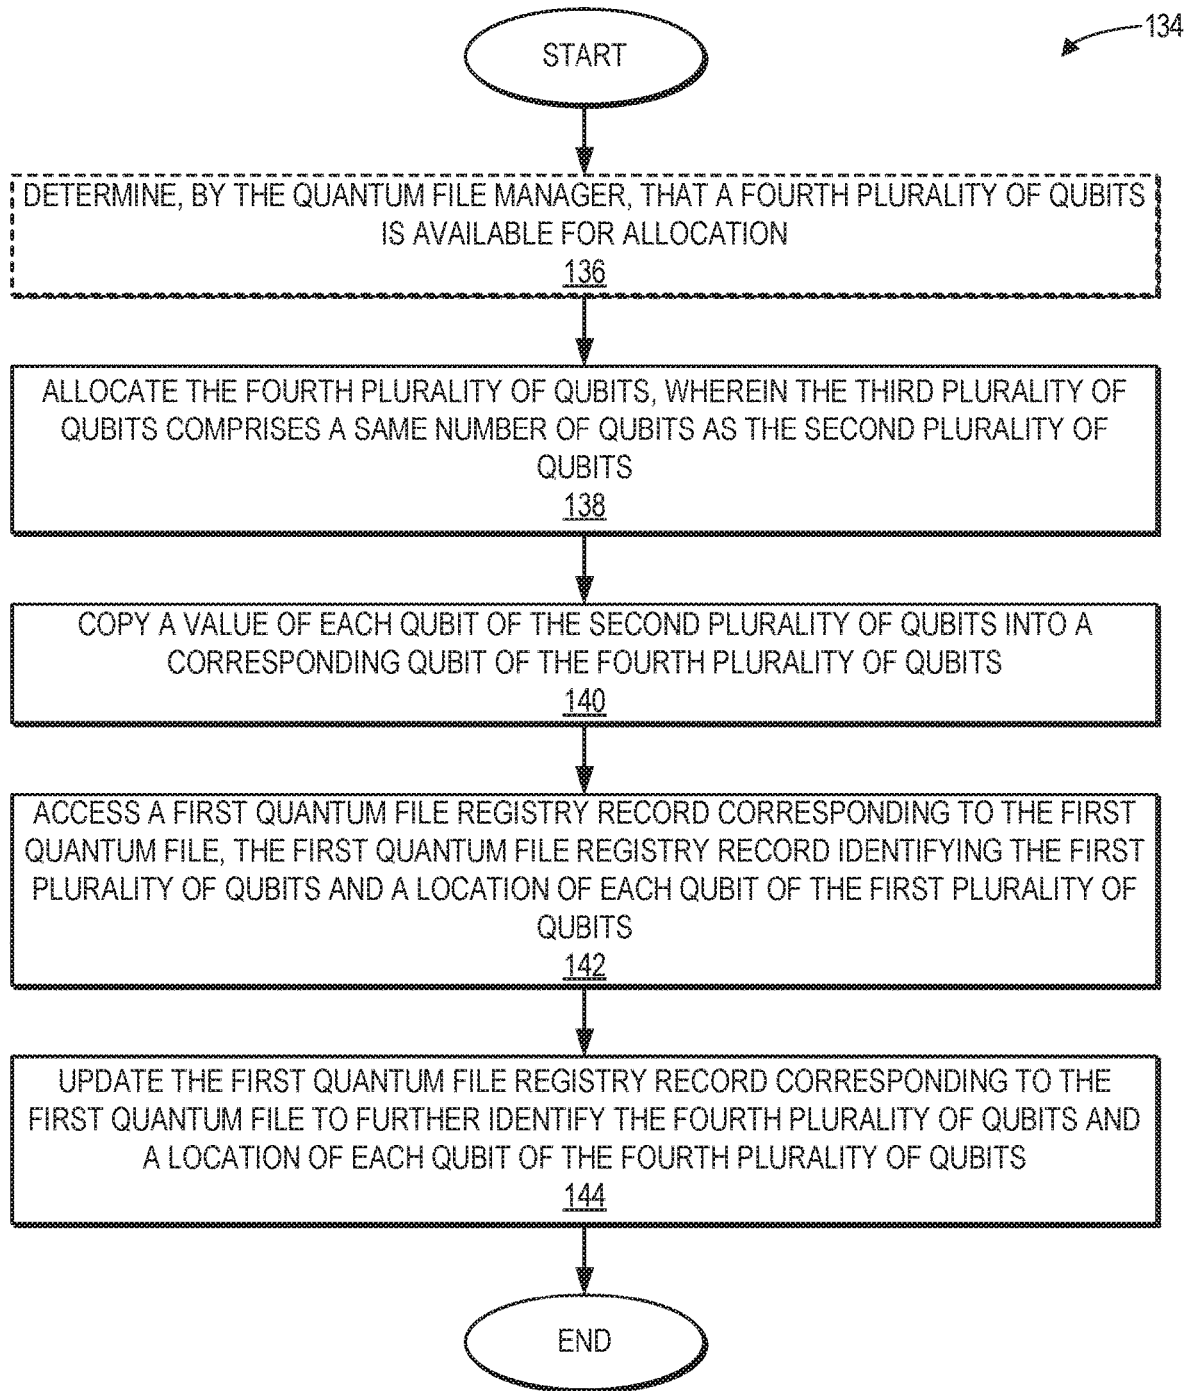 134
START
DETERMINE, BY THE QUANTUM FILE MANAGER, THAT A FOURTH PLURALITY OF QUBITS
IS AVAILABLE FOR ALLOCATION
136
ALLOCATE THE FOURTH PLURALITY OF QUBITS, WHEREIN THE THIRD PLURALITY OF
QUBITS COMPRISES A SAME NUMBER OF QUBITS AS THE SECOND PLURALITY OF
QUBITS
138
COPY A VALUE OF EACH QUBIT OF THE SECOND PLURALITY OF QUBITS INTO A
CORRESPONDING QUBIT OF THE FOURTH PLURALITY OF QUBITS
140
ACCESS A FIRST QUANTUM FILE REGISTRY RECORD CORRESPONDING TO THE FIRST
QUANTUM FILE, THE FIRST QUANTUM FILE REGISTRY RECORD IDENTIFYING THE FIRST
PLURALITY OF QUBITS AND A LOCATION OF EACH QUBIT OF THE FIRST PLURALITY OF
QUBITS
142
UPDATE THE FIRST QUANTUM FILE REGISTRY RECORD CORRESPONDING TO THE
FIRST QUANTUM FILE TO FURTHER IDENTIFY THE FOURTH PLURALITY OF QUBITS AND
A LOCATION OF EACH QUBIT OF THE FOURTH PLURALITY OF QUBITS
144
END